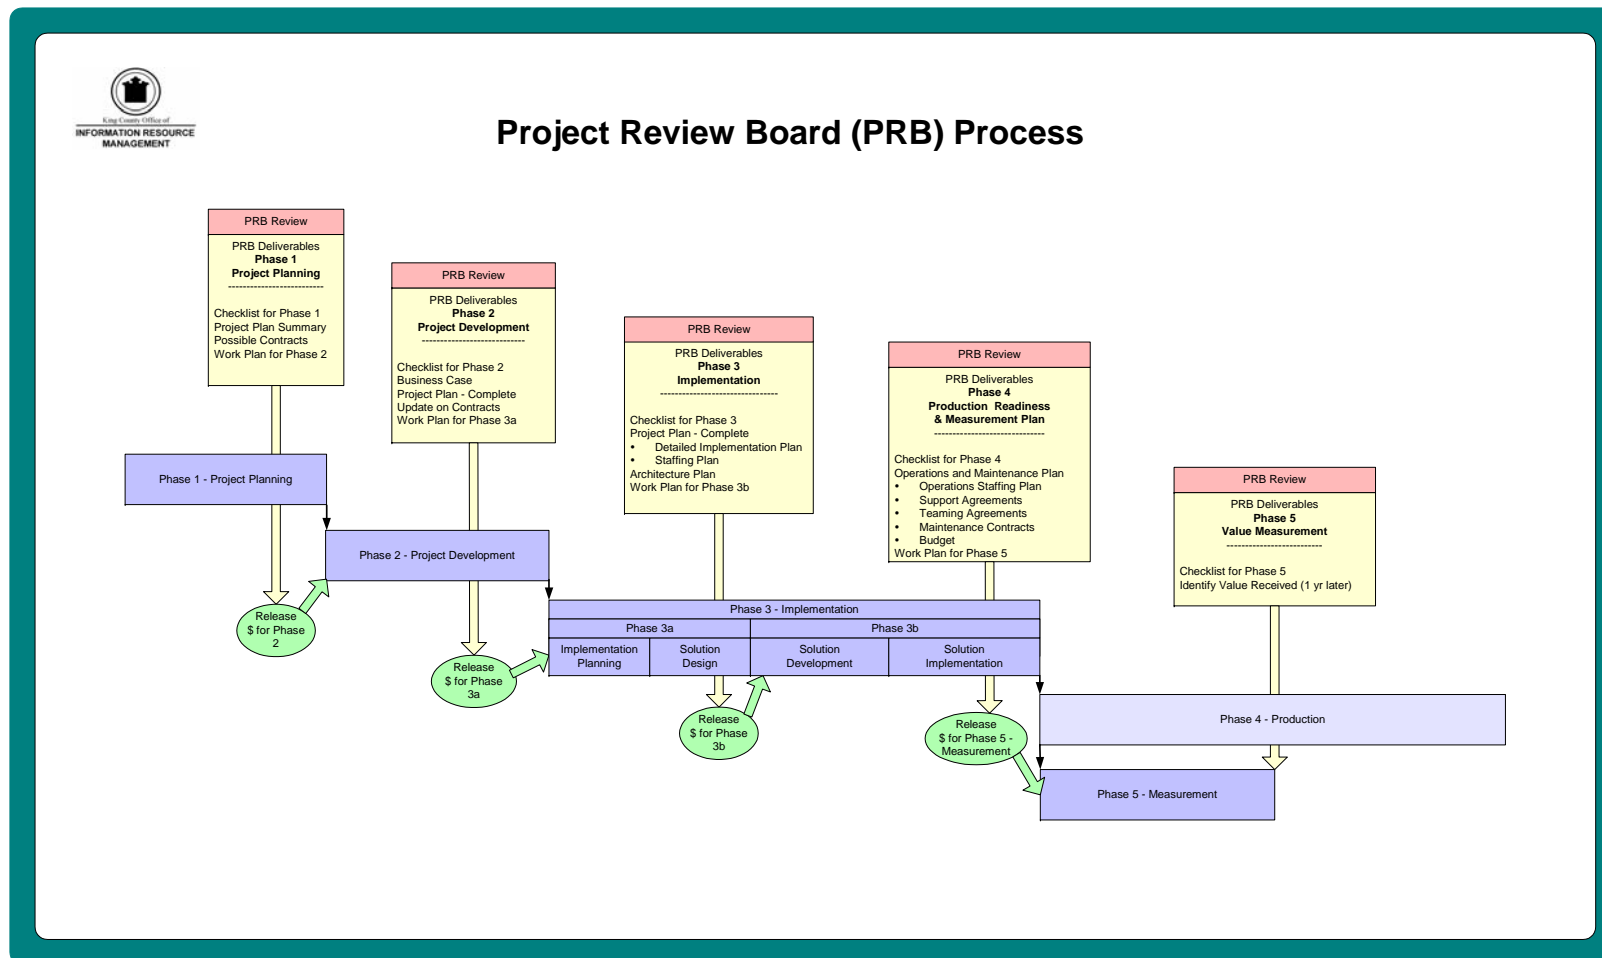 King County Office of
INFORMATION RESOURCE
MANAGEMENT
Project Review Board (PRB) Process
PRB Review
PRB Deliverables
Phase 1
Project Planning
--------------------------
Checklist for Phase 1
Project Plan Summary
Possible Contracts
Work Plan for Phase 2
PRB Review
PRB Deliverables
Phase 2
Project Development
----------------------------
Checklist for Phase 2
Business Case
Project Plan - Complete
Update on Contracts
Work Plan for Phase 3a
PRB Review
PRB Deliverables
Phase 3
Implementation
--------------------------------
Checklist for Phase 3
Project Plan - Complete
• Detailed Implementation Plan
• Staffing Plan
Architecture Plan
Work Plan for Phase 3b
PRB Review
PRB Deliverables
Phase 4
Production Readiness
& Measurement Plan
------------------------------
Checklist for Phase 4
Operations and Maintenance Plan
• Operations Staffing Plan
• Support Agreements
• Teaming Agreements
• Maintenance Contracts
• Budget
Work Plan for Phase 5
PRB Review
PRB Deliverables
Phase 5
Value Measurement
--------------------------
Checklist for Phase 5
Identify Value Received (1 yr later)
Phase 1 - Project Planning
Phase 2 - Project Development
Release
$ for Phase
2
Phase 3 - Implementation
Phase 3a
Phase 3b
Implementation
Planning
Solution
Design
Solution
Development
Solution
Implementation
Release
$ for Phase
3a
Release
$ for Phase
3b
Release
$ for Phase 5 -
Measurement
Phase 4 - Production
Phase 5 - Measurement